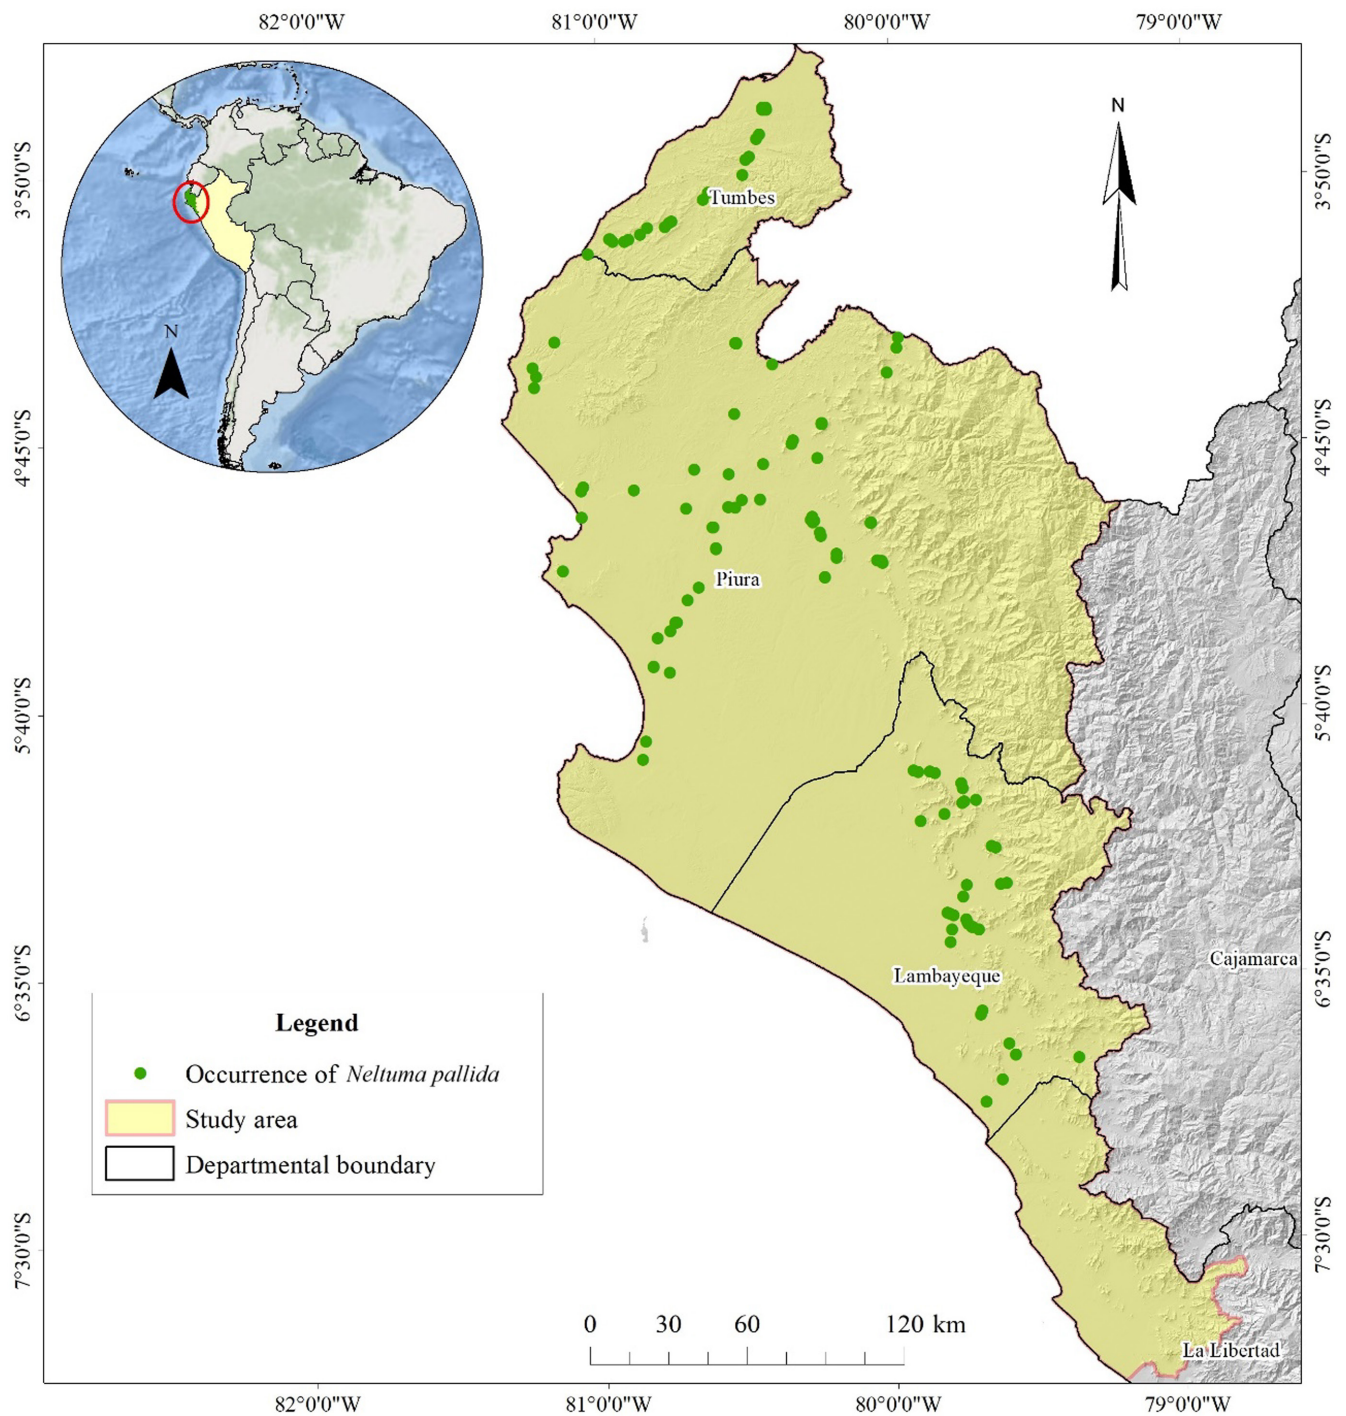 82°0'0"W 81°0'0"W 80°0'0"W 79°0'0"W
N
N
3°50'0"S
3°50'0"S
Tumbes
4°45'0"S
4°45'0"S
Piura
5°40'0"S
5°40'0"S
Cajamarca
Lambayeque
6°35'0"S
6°35'0"S
Legend
Occurrence of Neltuma pallida
Study area
Departmental boundary
7°30'0"S
7°30'0"S
0 30 60 120 km
La Libertad
82°0'0"W 81°0'0"W 80°0'0"W 79°0'0"W